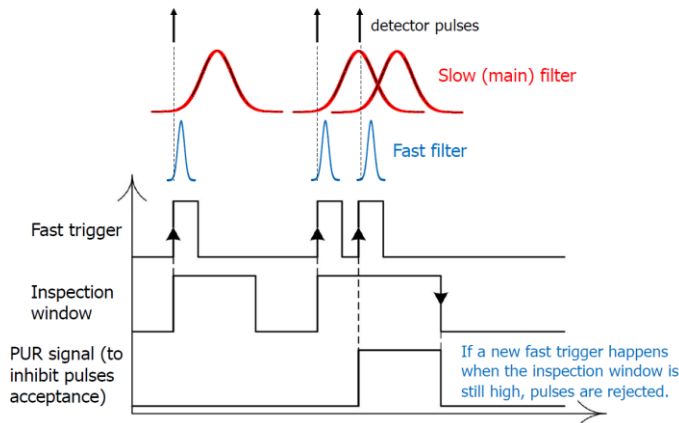 detector pulses
Slow (main) filter
Fast filter
Fast trigger
Inspection
window
PUR signal (to
inhibit pulses
acceptance)
If a new fast trigger happens
when the inspection window is
still high, pulses are rejected.